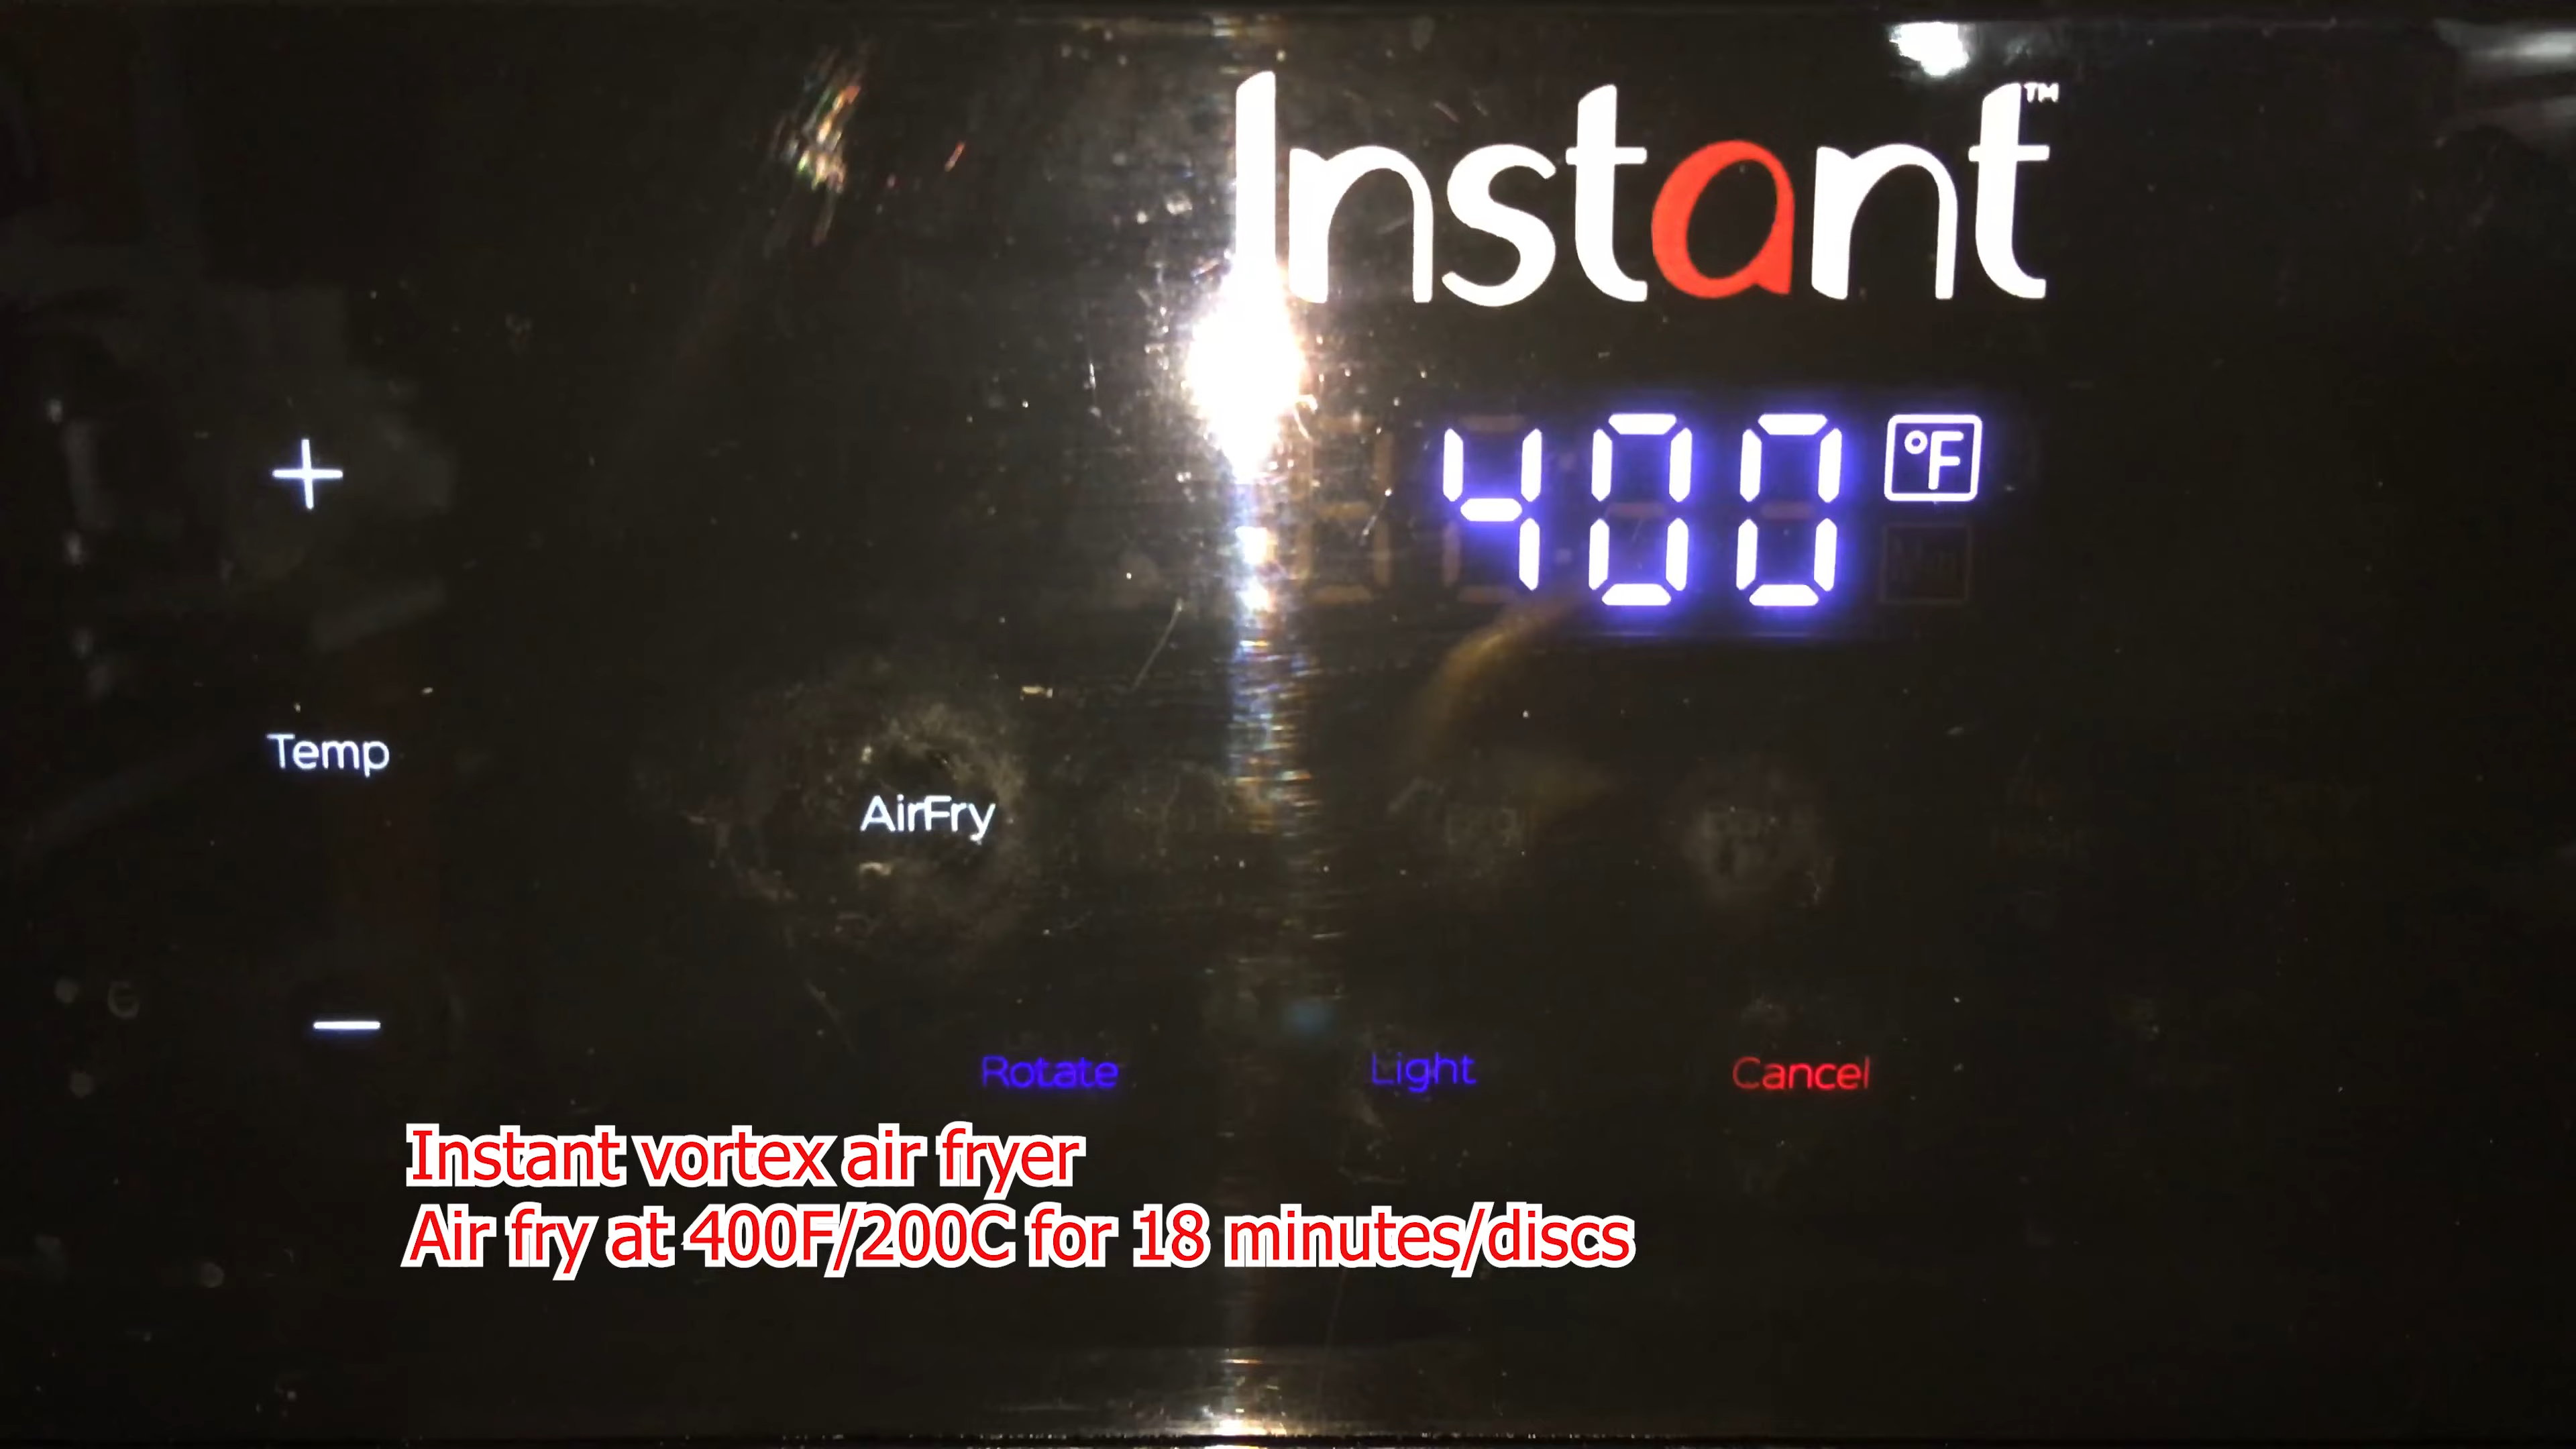 Instant™
400 °F
+
Temp
AirFry
−
Rotate Light Cancel
Instant vortex air fryer
Air fry at 400F/200C for 18 minutes/discs